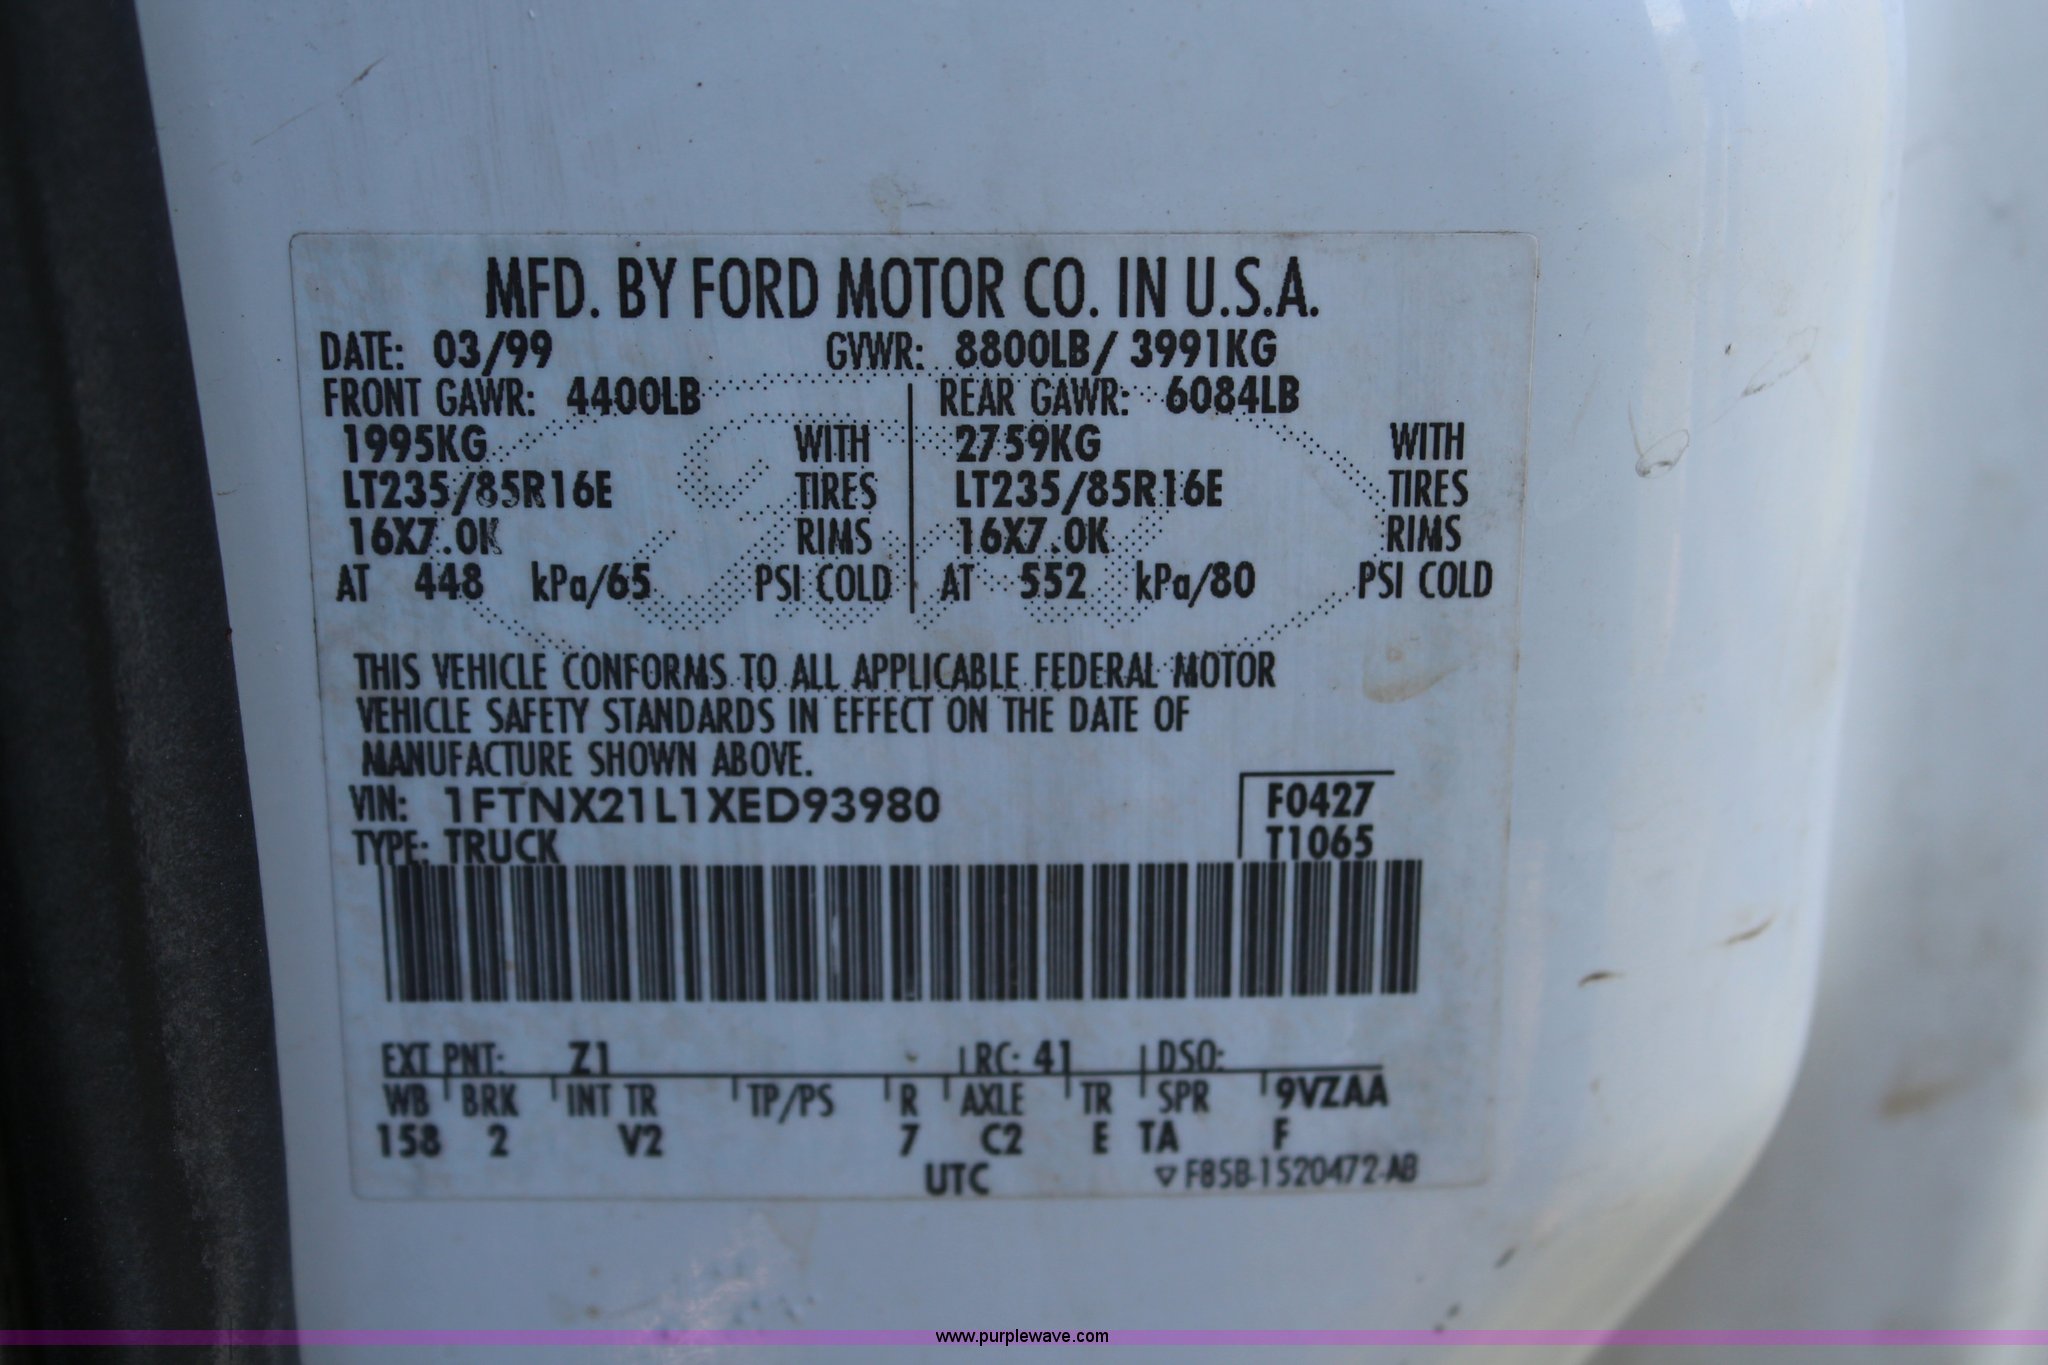 MFD. BY FORD MOTOR CO. IN U.S.A.
DATE: 03/99 GVWR: 8800LB/ 3991KG
FRONT GAWR: 4400LB REAR GAWR: 6084LB
1995KG WITH 2759KG WITH
LT235/85R16E TIRES LT235/85R16E TIRES
16X7.0K RIMS 16X7.0K RIMS
AT 448 kPa/65 PSI COLD AT 552 kPa/80 PSI COLD
THIS VEHICLE CONFORMS TO ALL APPLICABLE FEDERAL MOTOR
VEHICLE SAFETY STANDARDS IN EFFECT ON THE DATE OF
MANUFACTURE SHOWN ABOVE.
VIN: 1FTNX21L1XED93980 F0427
TYPE: TRUCK T1065
EXT PNT: Z1 RC: 41 DSO:
WB BRK INT TR TP/PS R AXLE TR SPR 9VZAA
158 2 V2 7 C2 E TA F
UTC ▽ F85B-1520472-AB
www.purplewave.com